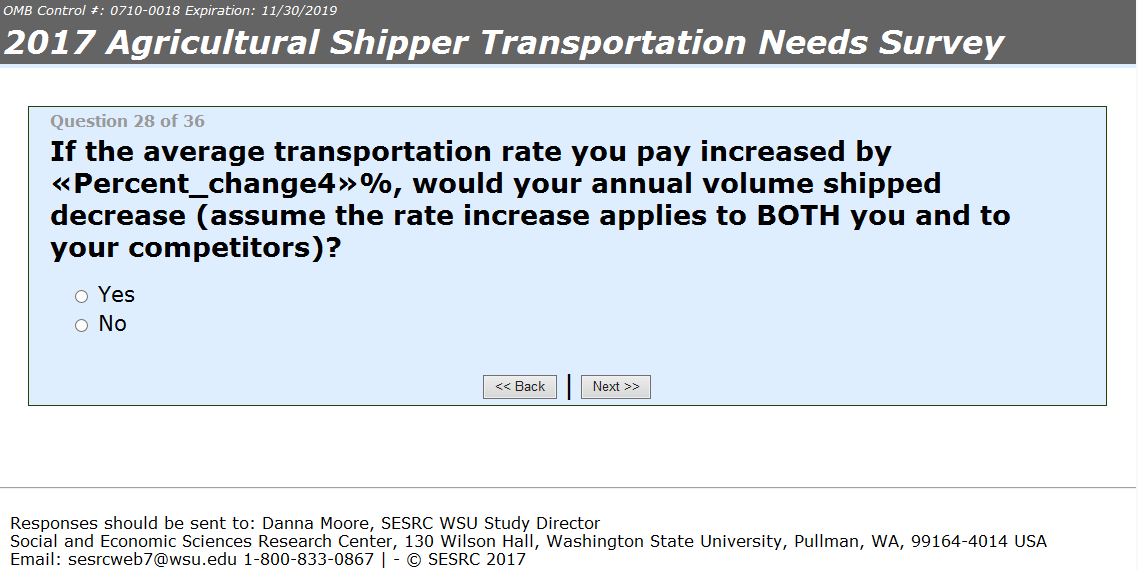 OMB Control #: 0710-0018 Expiration: 11/30/2019
2017 Agricultural Shipper Transportation Needs Survey
Question 28 of 36
If the average transportation rate you pay increased by
«Percent_change4»%, would your annual volume shipped
decrease (assume the rate increase applies to BOTH you and to
your competitors)?
Yes
No
<< Back | Next >>
Responses should be sent to: Danna Moore, SESRC WSU Study Director
Social and Economic Sciences Research Center, 130 Wilson Hall, Washington State University, Pullman, WA, 99164-4014 USA
Email: sesrcweb7@wsu.edu 1-800-833-0867 | - © SESRC 2017